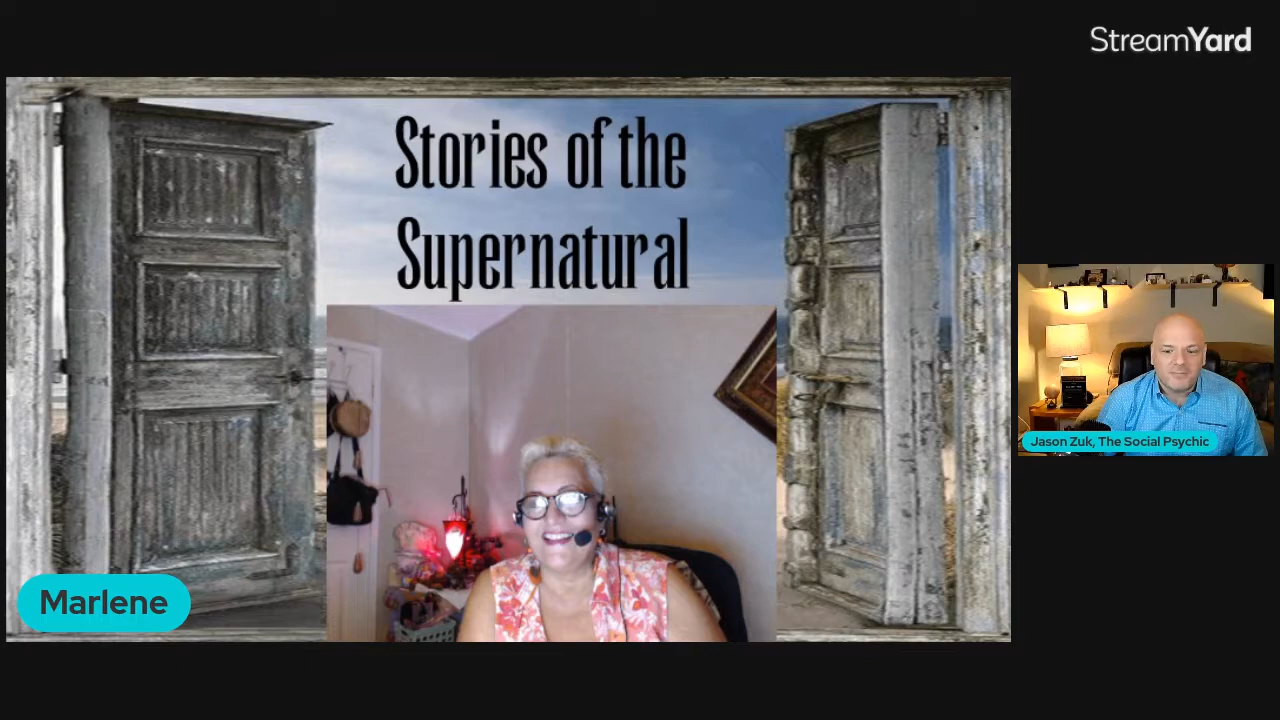 StreamYard
Stories of the
Supernatural
Marlene
Jason Zuk, The Social Psychic